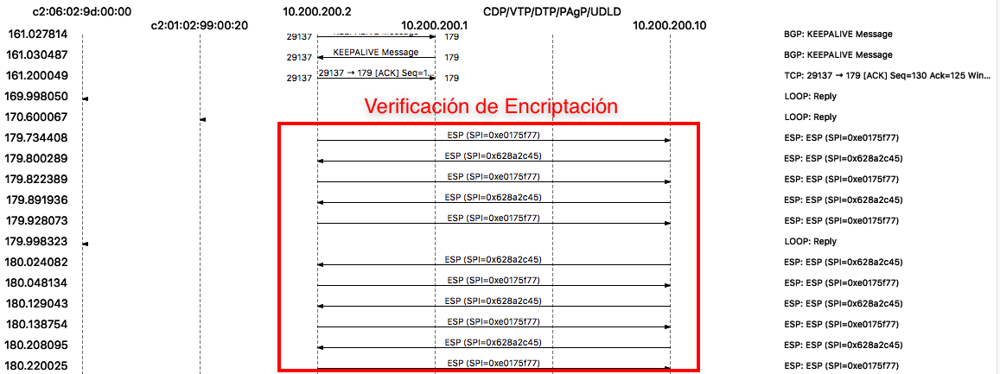 c2:06:02:9d:00:00 10.200.200.2 CDP/VTP/DTP/PAgP/UDLD
c2:01:02:99:00:20 10.200.200.1 10.200.200.10
161.027814 29137 KEEPALIVE Message 179 BGP: KEEPALIVE Message
161.030487 29137 KEEPALIVE Message 179 BGP: KEEPALIVE Message
161.200049 29137 29137 → 179 [ACK] Seq=1... 179 TCP: 29137 → 179 [ACK] Seq=130 Ack=125 Win...
169.998050 LOOP: Reply
170.600067 LOOP: Reply
Verificación de Encriptación
179.734408 ESP (SPI=0xe0175f77) ESP: ESP (SPI=0xe0175f77)
179.800289 ESP (SPI=0x628a2c45) ESP: ESP (SPI=0x628a2c45)
179.822389 ESP (SPI=0xe0175f77) ESP: ESP (SPI=0xe0175f77)
179.891936 ESP (SPI=0x628a2c45) ESP: ESP (SPI=0x628a2c45)
179.928073 ESP (SPI=0xe0175f77) ESP: ESP (SPI=0xe0175f77)
179.998323 LOOP: Reply
180.024082 ESP (SPI=0x628a2c45) ESP: ESP (SPI=0x628a2c45)
180.048134 ESP (SPI=0xe0175f77) ESP: ESP (SPI=0xe0175f77)
180.129043 ESP (SPI=0x628a2c45) ESP: ESP (SPI=0x628a2c45)
180.138754 ESP (SPI=0xe0175f77) ESP: ESP (SPI=0xe0175f77)
180.208095 ESP (SPI=0x628a2c45) ESP: ESP (SPI=0x628a2c45)
180.220025 ESP (SPI=0xe0175f77) ESP: ESP (SPI=0xe0175f77)